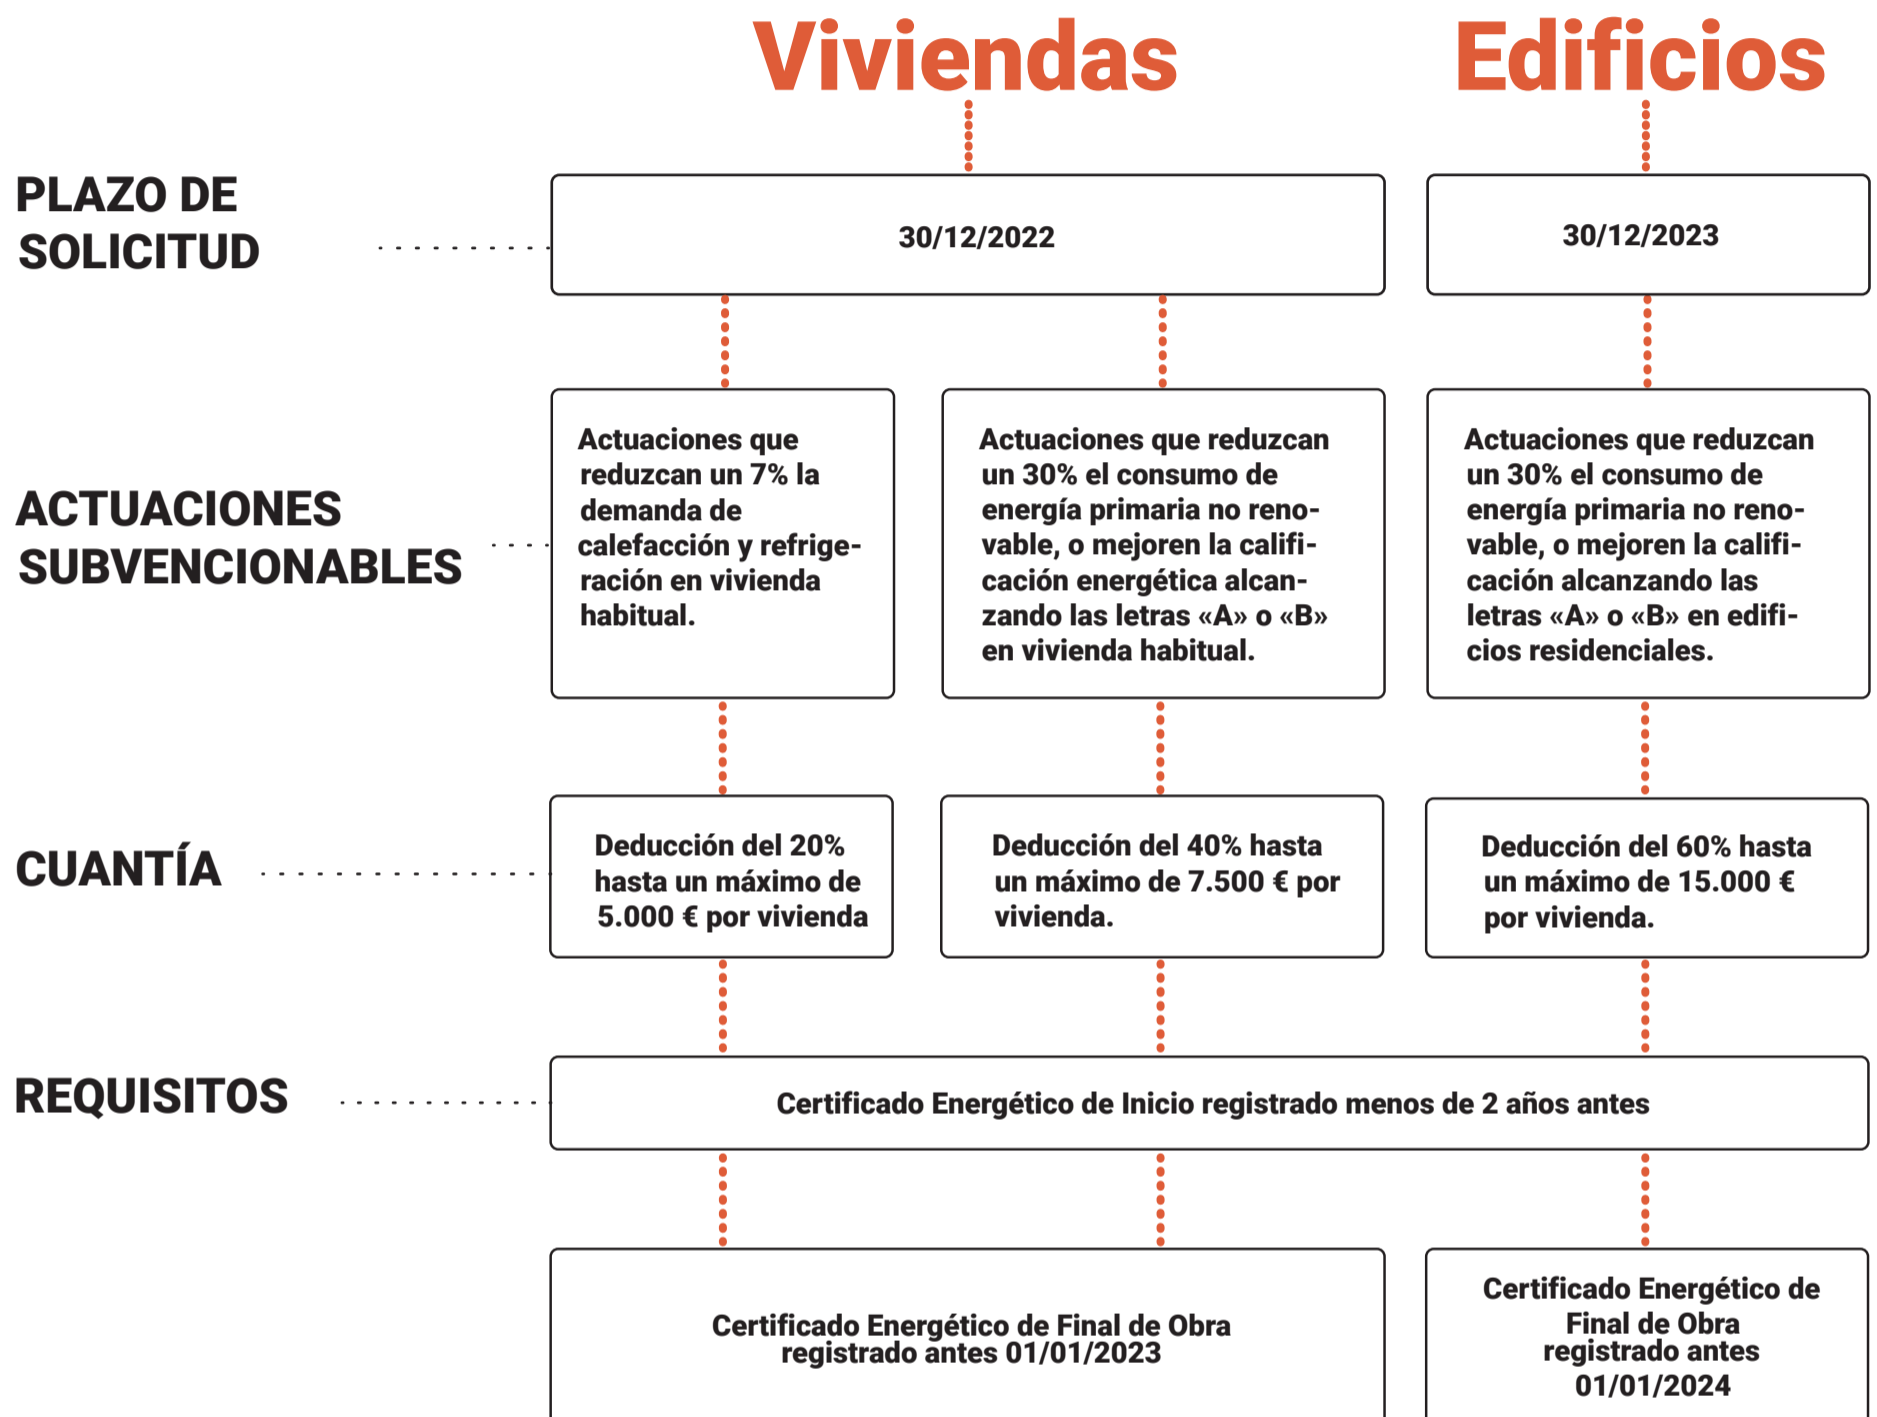 Viviendas
Edificios
PLAZO DE
SOLICITUD
30/12/2022
30/12/2023
ACTUACIONES
SUBVENCIONABLES
Actuaciones que
reduzcan un 7% la
demanda de
calefacción y refrige-
ración en vivienda
habitual.
Actuaciones que reduzcan
un 30% el consumo de
energía primaria no reno-
vable, o mejoren la califi-
cación energética alcan-
zando las letras «A» o «B»
en vivienda habitual.
Actuaciones que reduzcan
un 30% el consumo de
energía primaria no reno-
vable, o mejoren la califi-
cación alcanzando las
letras «A» o «B» en edifi-
cios residenciales.
CUANTÍA
Deducción del 20%
hasta un máximo de
5.000 € por vivienda
Deducción del 40% hasta
un máximo de 7.500 € por
vivienda.
Deducción del 60% hasta
un máximo de 15.000 €
por vivienda.
REQUISITOS
Certificado Energético de Inicio registrado menos de 2 años antes
Certificado Energético de Final de Obra
registrado antes 01/01/2023
Certificado Energético de
Final de Obra
registrado antes
01/01/2024